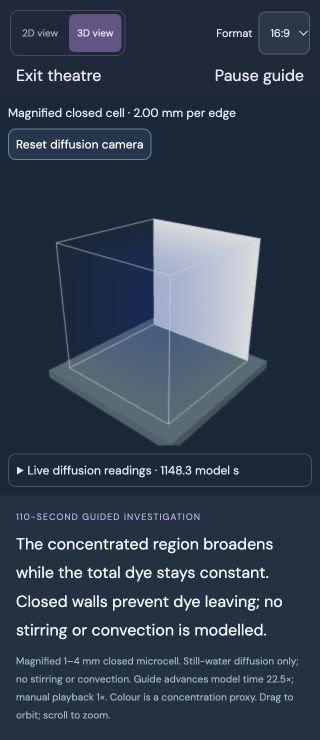 2D view 3D view Format 16:9
Exit theatre Pause guide
Magnified closed cell · 2.00 mm per edge
Reset diffusion camera
▶ Live diffusion readings · 1148.3 model s
110-SECOND GUIDED INVESTIGATION
The concentrated region broadens
while the total dye stays constant.
Closed walls prevent dye leaving; no
stirring or convection is modelled.
Magnified 1–4 mm closed microcell. Still-water diffusion only;
no stirring or convection. Guide advances model time 22.5×;
manual playback 1×. Colour is a concentration proxy. Drag to
orbit; scroll to zoom.